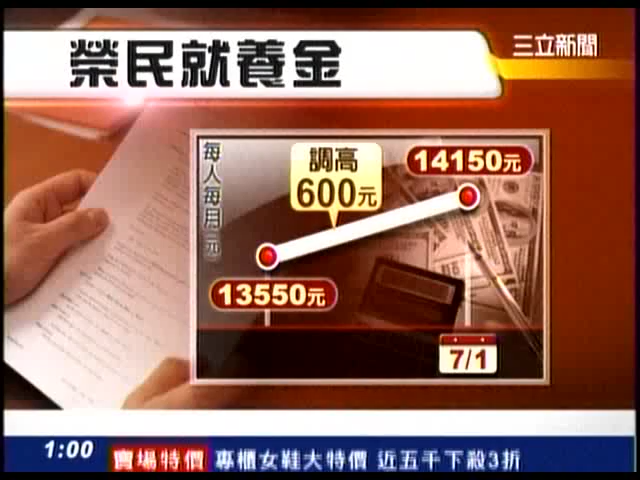 榮民就養金
三立新聞
每人每月(元)
調高
600元
14150元
13550元
7/1
1:00
賣場特價
專櫃女鞋大特價 近五千下殺3折